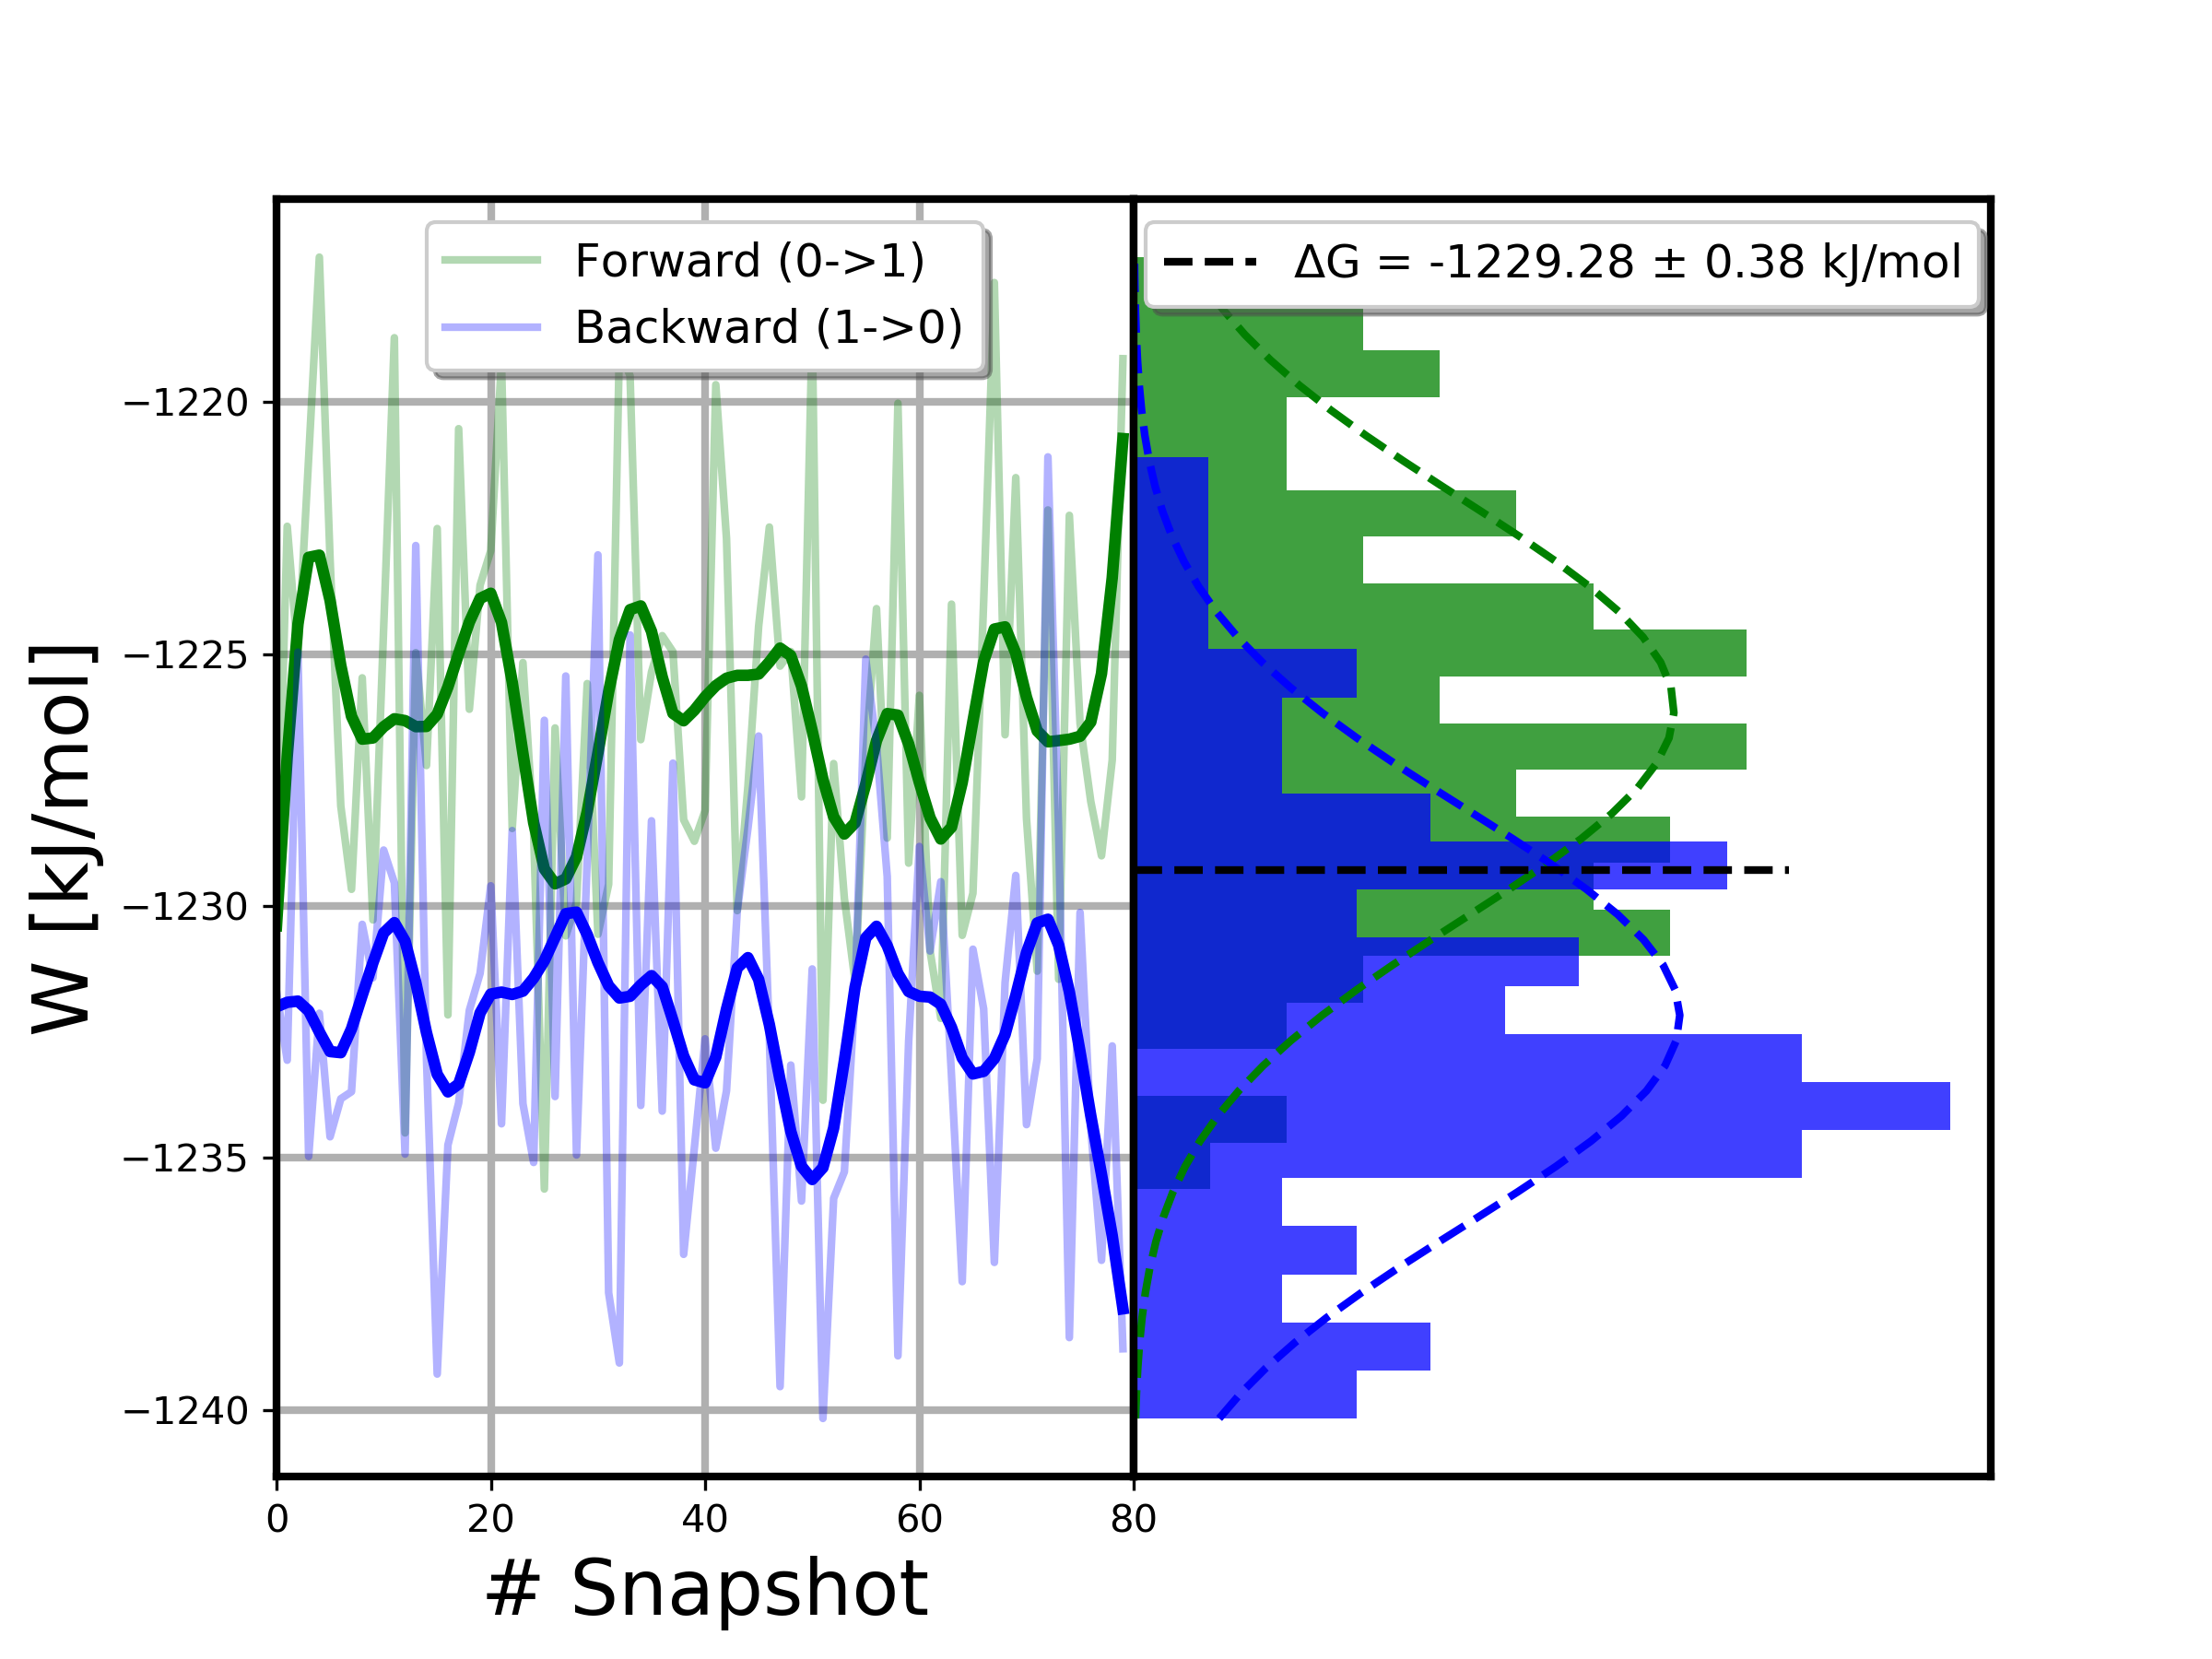 Forward (0->1)
Backward (1->0)
ΔG = -1229.28 ± 0.38 kJ/mol
W [kJ/mol]
−1220
−1225
−1230
−1235
−1240
0 20 40 60 80
# Snapshot